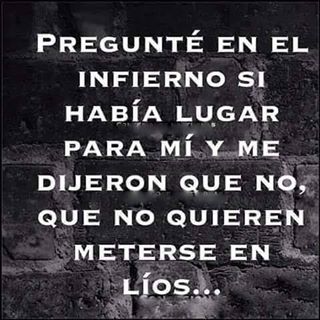 PREGUNTÉ EN EL
INFIERNO SI
HABÍA LUGAR
PARA MÍ Y ME
DIJERON QUE NO,
QUE NO QUIEREN
METERSE EN
LÍOS...